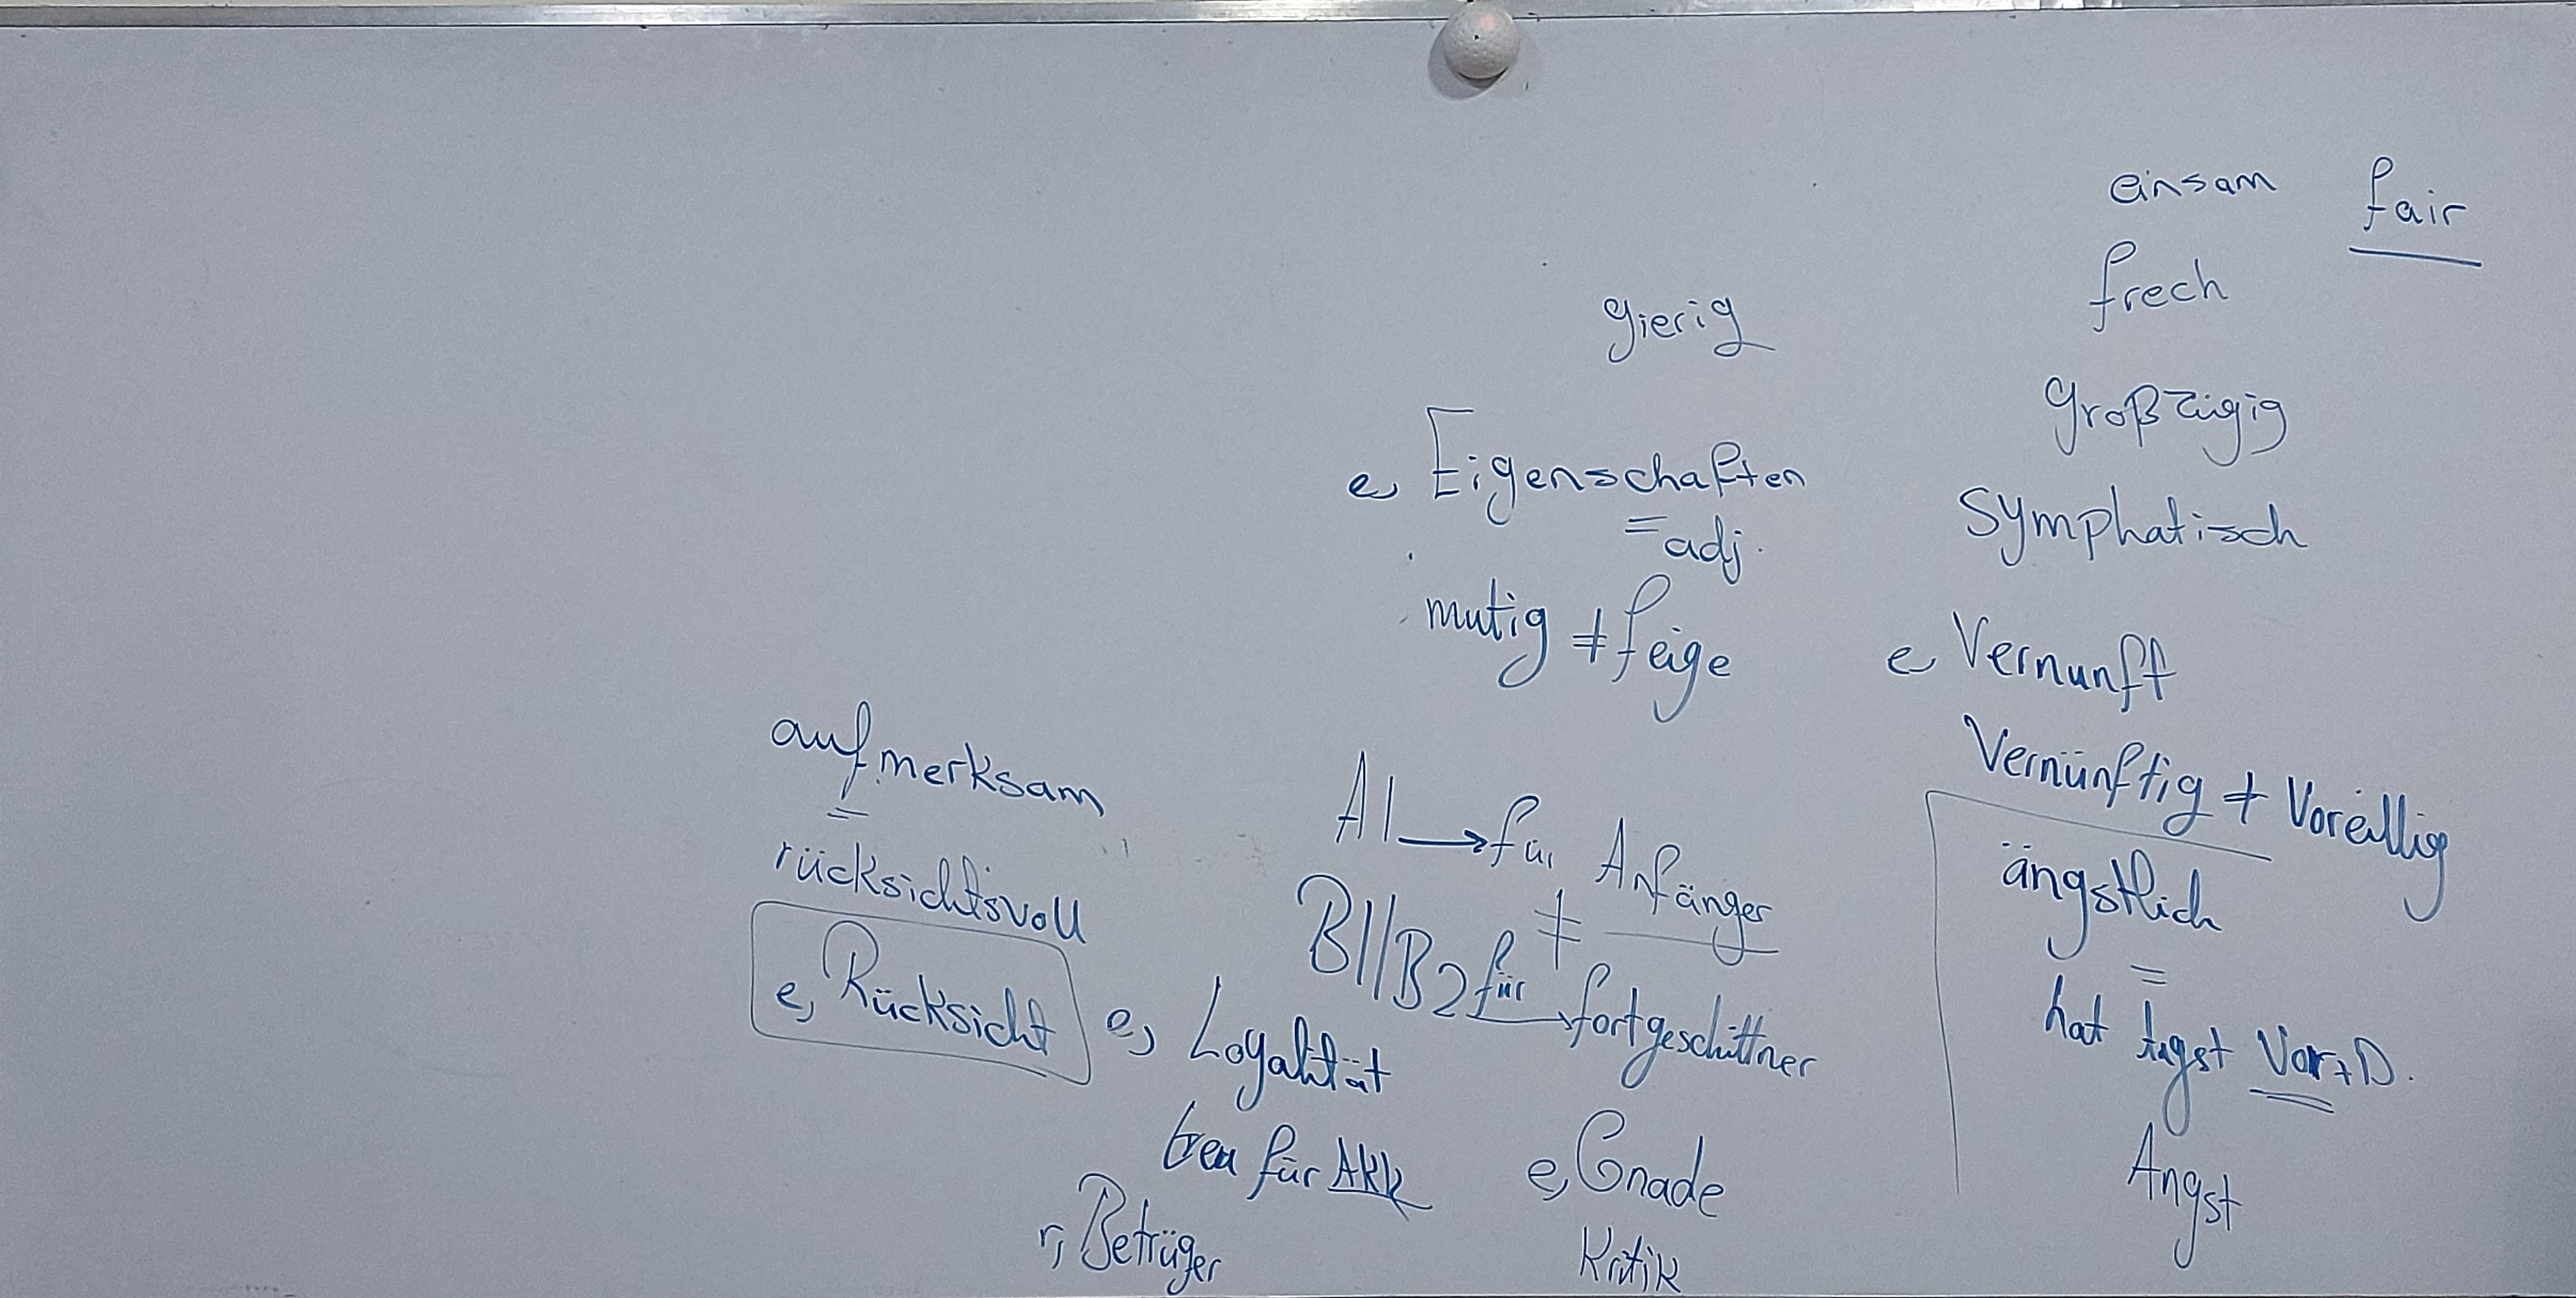 einsam fair
frech
gierig
großzügig
e, Eigenschaften
= adj.
symphatisch
mutig ≠ feige
e Vernunft
Vernünftig ≠ Voreillig
aufmerksam
=
rücksichtsvoll
e, Rücksicht
A1 → für Anfänger
≠
B1//B2 für → fortgeschittner
ängstlich
=
hat Angst Vor + D.
Angst
e, Loyalität
treu für Akk
r, Betrüger
e, Gnade
Kritik